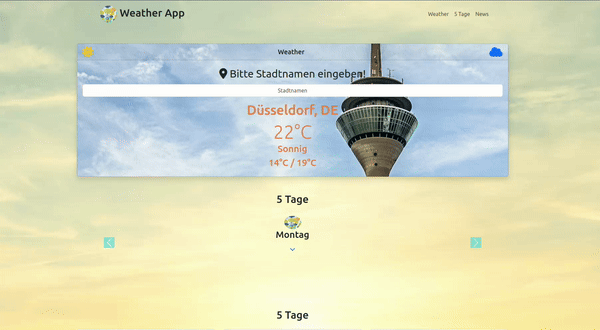 Weather App
Weather 5 Tage News
Weather
Bitte Stadtnamen eingeben!
Stadtnamen
Düsseldorf, DE
22°C
Sonnig
14°C / 19°C
5 Tage
Montag
5 Tage